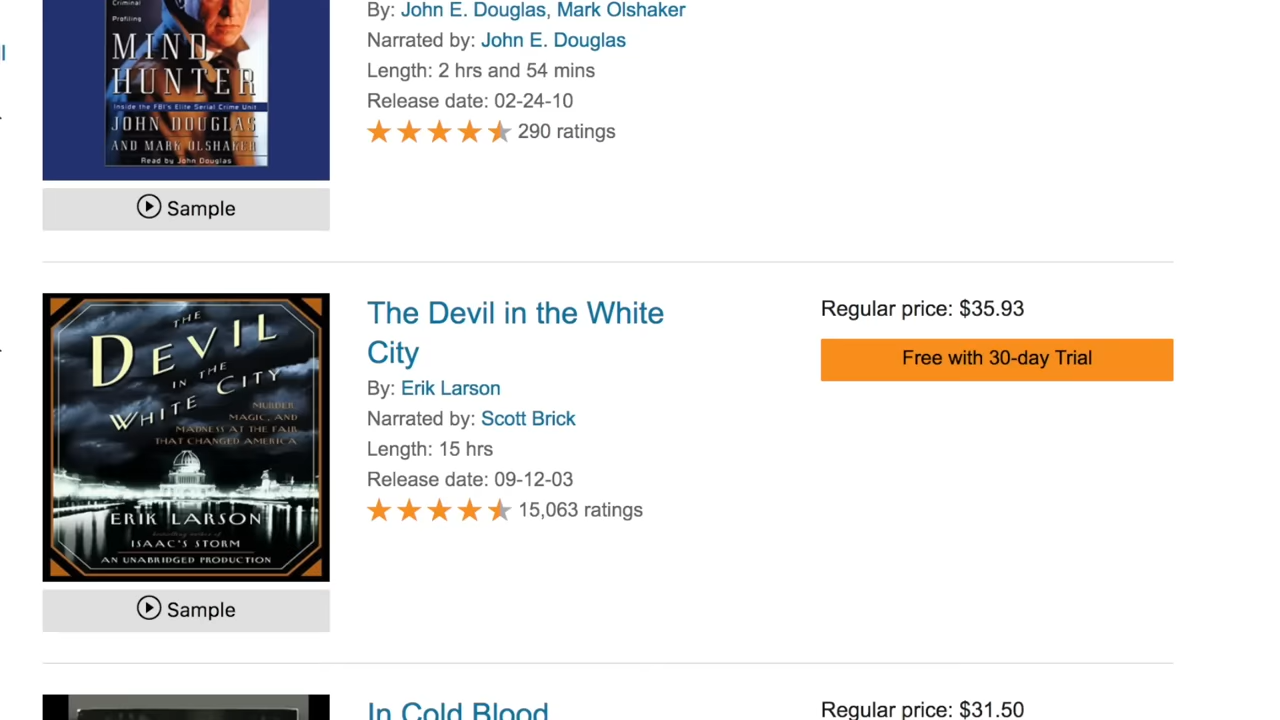 Criminal
Profiling
MIND
HUNTER
Inside the FBI's Elite Serial Crime Unit
JOHN DOUGLAS
AND MARK OLSHAKER
Read by John Douglas
Sample
By: John E. Douglas, Mark Olshaker
Narrated by: John E. Douglas
Length: 2 hrs and 54 mins
Release date: 02-24-10
290 ratings
THE
DEVIL
IN THE
WHITE CITY
MURDER,
MAGIC, AND
MADNESS AT THE FAIR
THAT CHANGED AMERICA
ERIK LARSON
bestselling author of
ISAAC'S STORM
AN UNABRIDGED PRODUCTION
Sample
The Devil in the White
City
By: Erik Larson
Narrated by: Scott Brick
Length: 15 hrs
Release date: 09-12-03
15,063 ratings
Regular price: $35.93
Free with 30-day Trial
In Cold Blood
Regular price: $31.50